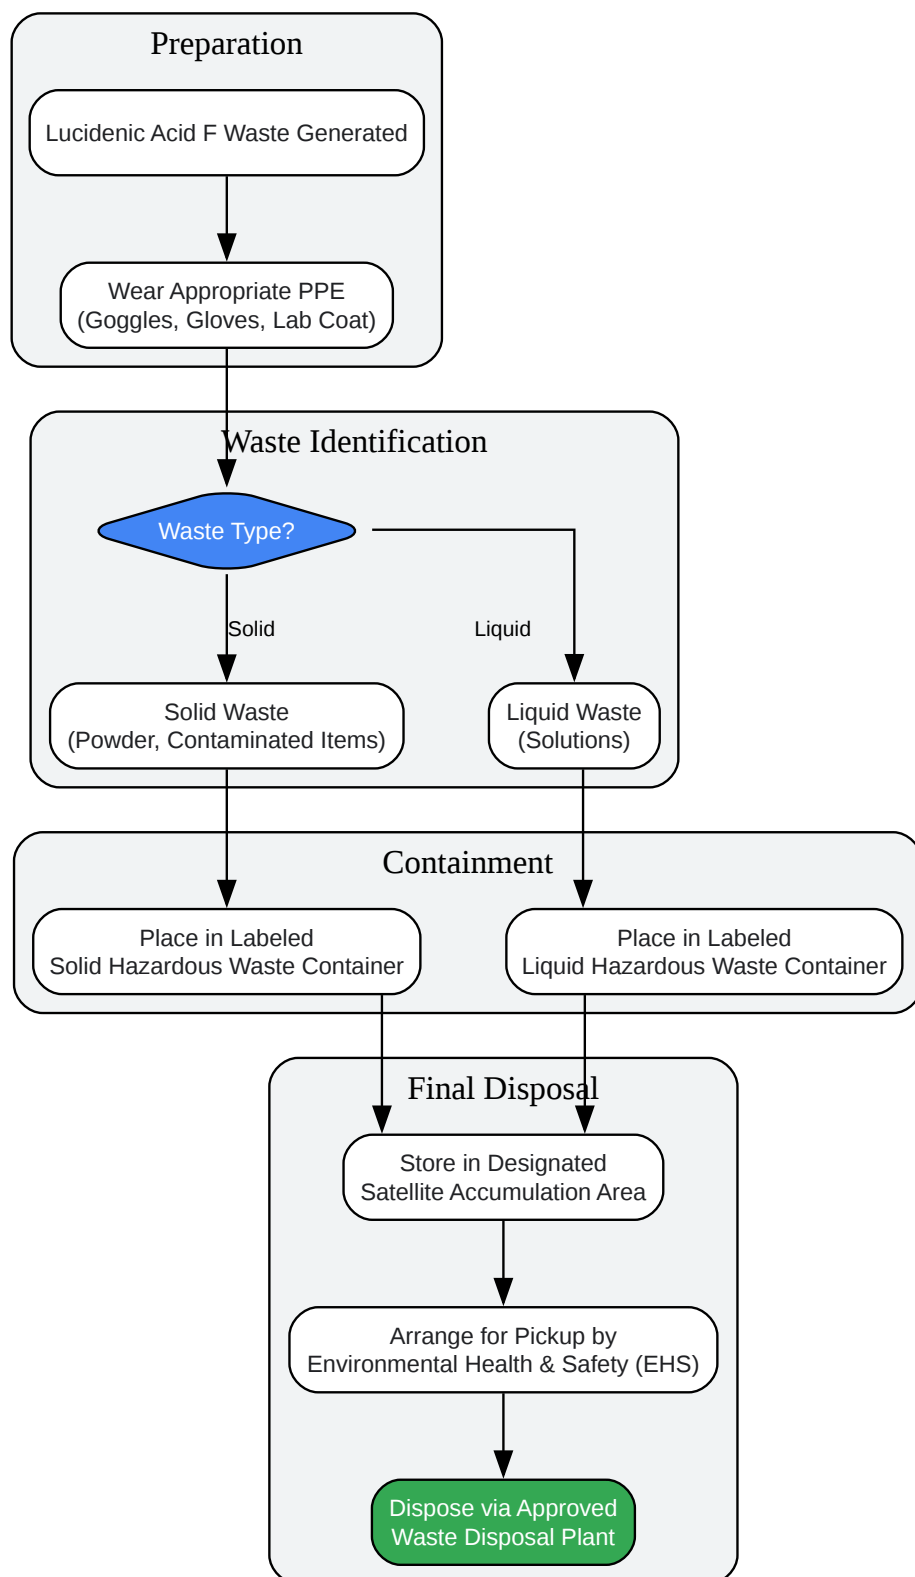 Preparation
Lucidenic Acid F Waste Generated
Wear Appropriate PPE
(Goggles, Gloves, Lab Coat)
Waste Identification
Waste Type?
Solid
Liquid
Solid Waste
(Powder, Contaminated Items)
Liquid Waste
(Solutions)
Containment
Place in Labeled
Solid Hazardous Waste Container
Place in Labeled
Liquid Hazardous Waste Container
Final Disposal
Store in Designated
Satellite Accumulation Area
Arrange for Pickup by
Environmental Health & Safety (EHS)
Dispose via Approved
Waste Disposal Plant